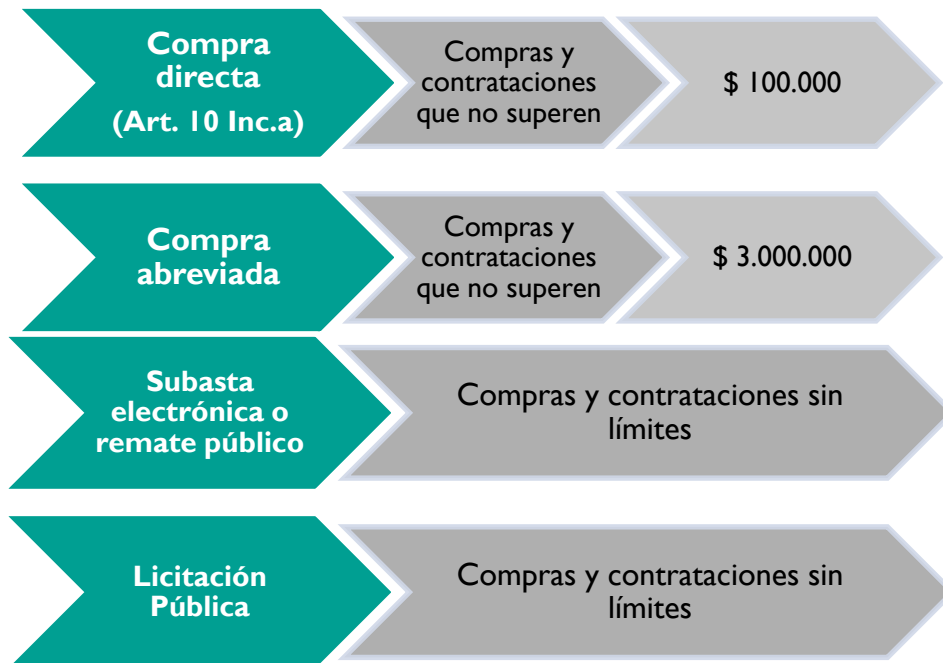 Compra
directa
(Art. 10 Inc.a)
Compras y
contrataciones
que no superen
$ 100.000
Compra
abreviada
Compras y
contrataciones
que no superen
$ 3.000.000
Subasta
electrónica o
remate público
Compras y contrataciones sin
límites
Licitación
Pública
Compras y contrataciones sin
límites